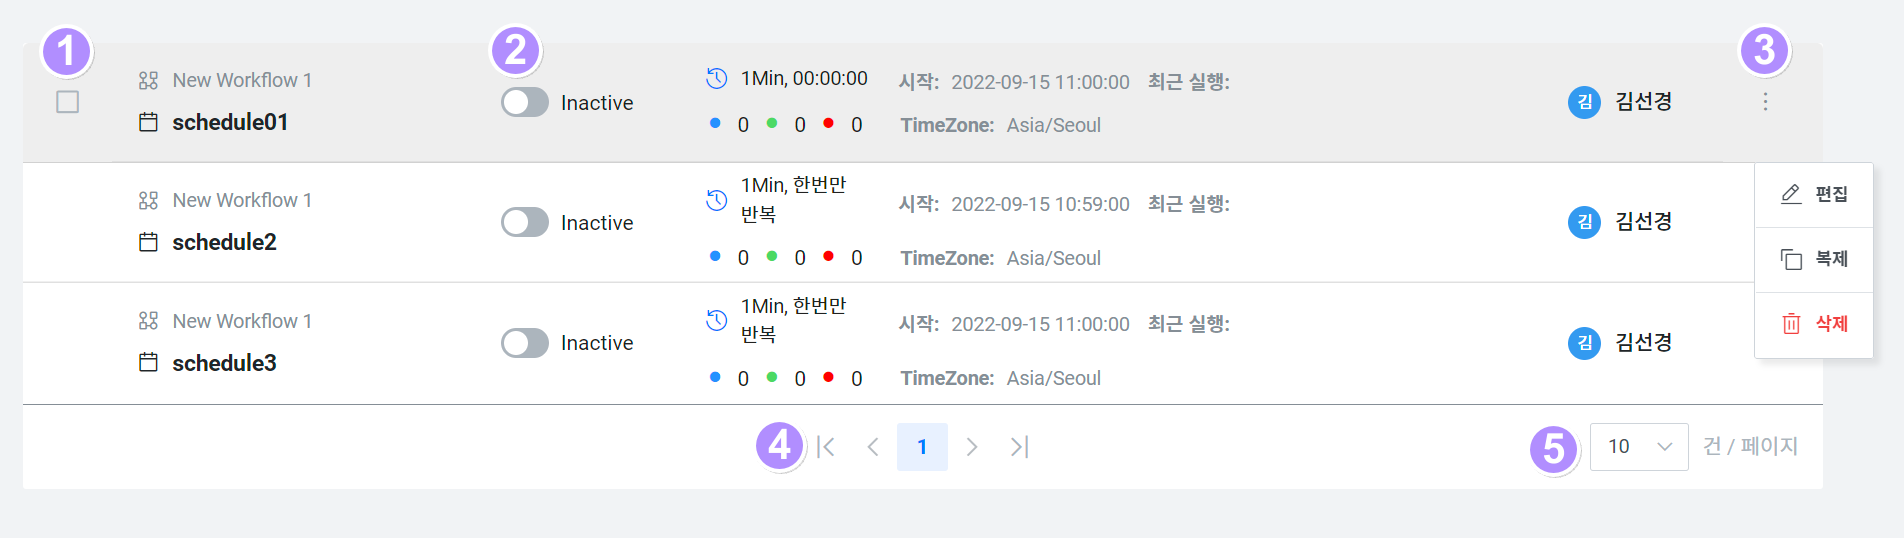 1
2
3
New Workflow 1
schedule01
Inactive
1Min, 00:00:00
0 0 0
시작: 2022-09-15 11:00:00 최근 실행:
TimeZone: Asia/Seoul
김 김선경
New Workflow 1
schedule2
Inactive
1Min, 한번만
반복
0 0 0
시작: 2022-09-15 10:59:00 최근 실행:
TimeZone: Asia/Seoul
김 김선경
편집
복제
삭제
New Workflow 1
schedule3
Inactive
1Min, 한번만
반복
0 0 0
시작: 2022-09-15 11:00:00 최근 실행:
TimeZone: Asia/Seoul
김 김선경
4
1
5
10
건 / 페이지